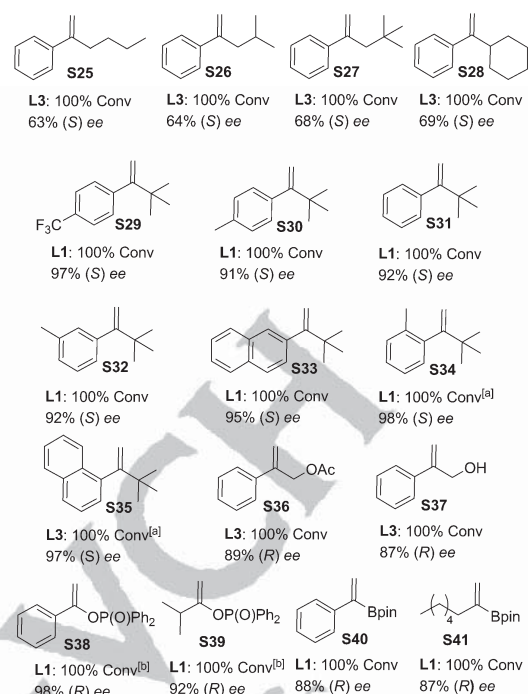 S25 S26 S27 S28
L3: 100% Conv L3: 100% Conv L3: 100% Conv L3: 100% Conv
63% (S) ee 64% (S) ee 68% (S) ee 69% (S) ee
F3C S29 S30 S31
L1: 100% Conv L1: 100% Conv L1: 100% Conv
97% (S) ee 91% (S) ee 92% (S) ee
S32 S33 S34
L1: 100% Conv L1: 100% Conv L1: 100% Conv[a]
92% (S) ee 95% (S) ee 98% (S) ee
OAc OH
S35 S36 S37
L3: 100% Conv[a] L3: 100% Conv L3: 100% Conv
97% (S) ee 89% (R) ee 87% (R) ee
OP(O)Ph2 OP(O)Ph2 Bpin 4 Bpin
S38 S39 S40 S41
L1: 100% Conv[b] L1: 100% Conv[b] L1: 100% Conv L1: 100% Conv
98% (R) ee 92% (R) ee 88% (R) ee 87% (R) ee
VCH